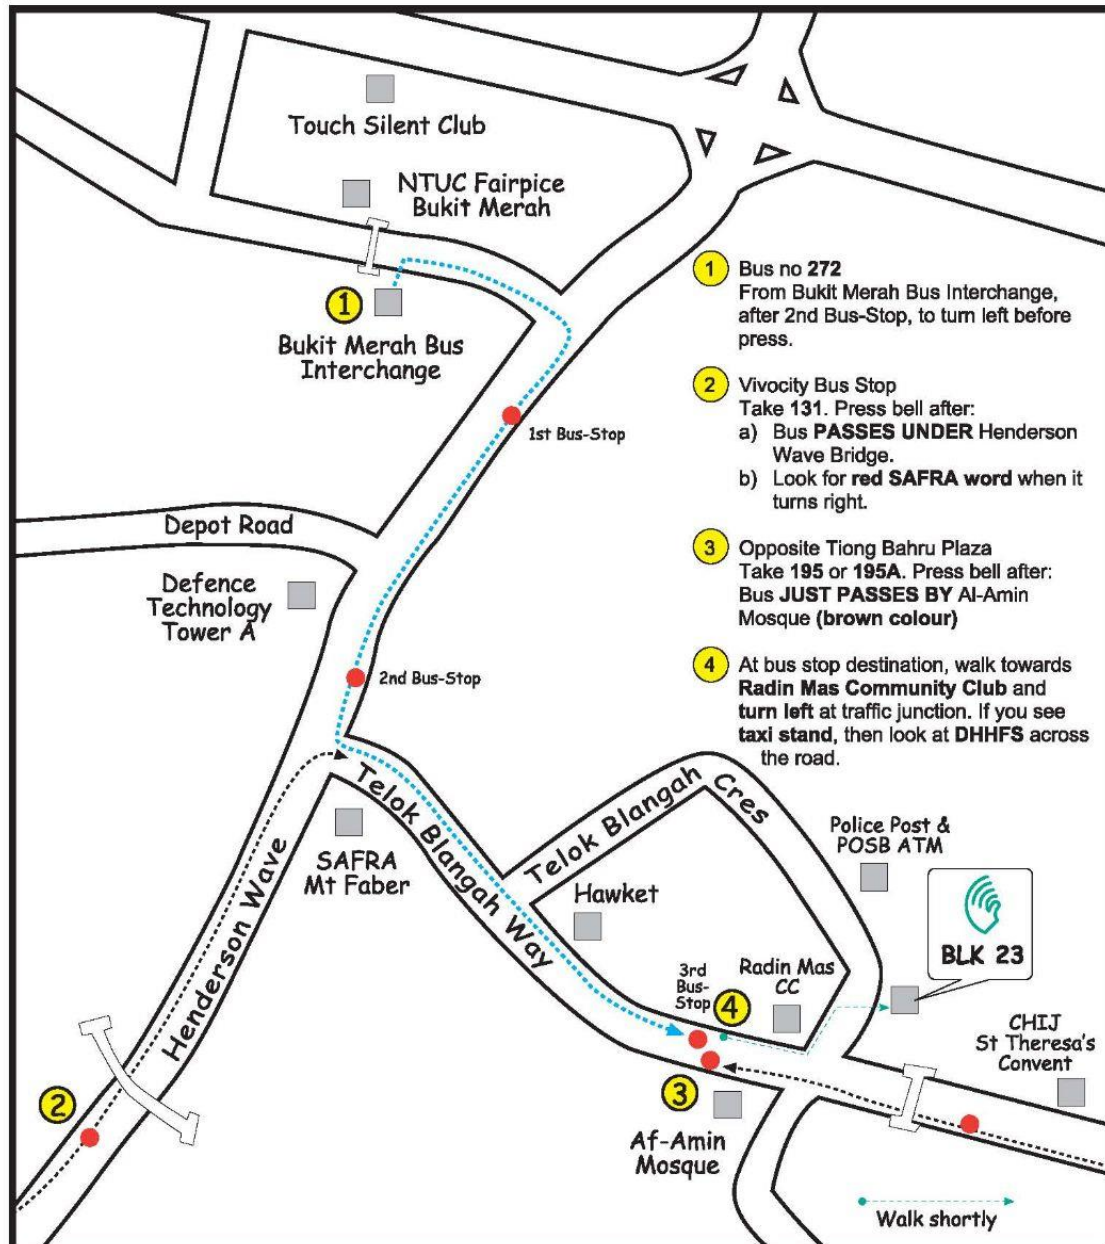 Touch Silent Club
NTUC Fairpice
Bukit Merah
1
Bukit Merah Bus
Interchange
1st Bus-Stop
1 Bus no 272
From Bukit Merah Bus Interchange,
after 2nd Bus-Stop, to turn left before
press.
2 Vivocity Bus Stop
Take 131. Press bell after:
a) Bus PASSES UNDER Henderson
Wave Bridge.
b) Look for red SAFRA word when it
turns right.
3 Opposite Tiong Bahru Plaza
Take 195 or 195A. Press bell after:
Bus JUST PASSES BY Al-Amin
Mosque (brown colour)
4 At bus stop destination, walk towards
Radin Mas Community Club and
turn left at traffic junction. If you see
taxi stand, then look at DHHFS across
the road.
Depot Road
Defence
Technology
Tower A
2nd Bus-Stop
Telok Blangah Way
Telok Blangah Cres
SAFRA
Mt Faber
Henderson Wave
Hawket
Police Post &
POSB ATM
BLK 23
3rd
Bus-
Stop
4
Radin Mas
CC
CHIJ
St Theresa's
Convent
2
3
Af-Amin
Mosque
Walk shortly